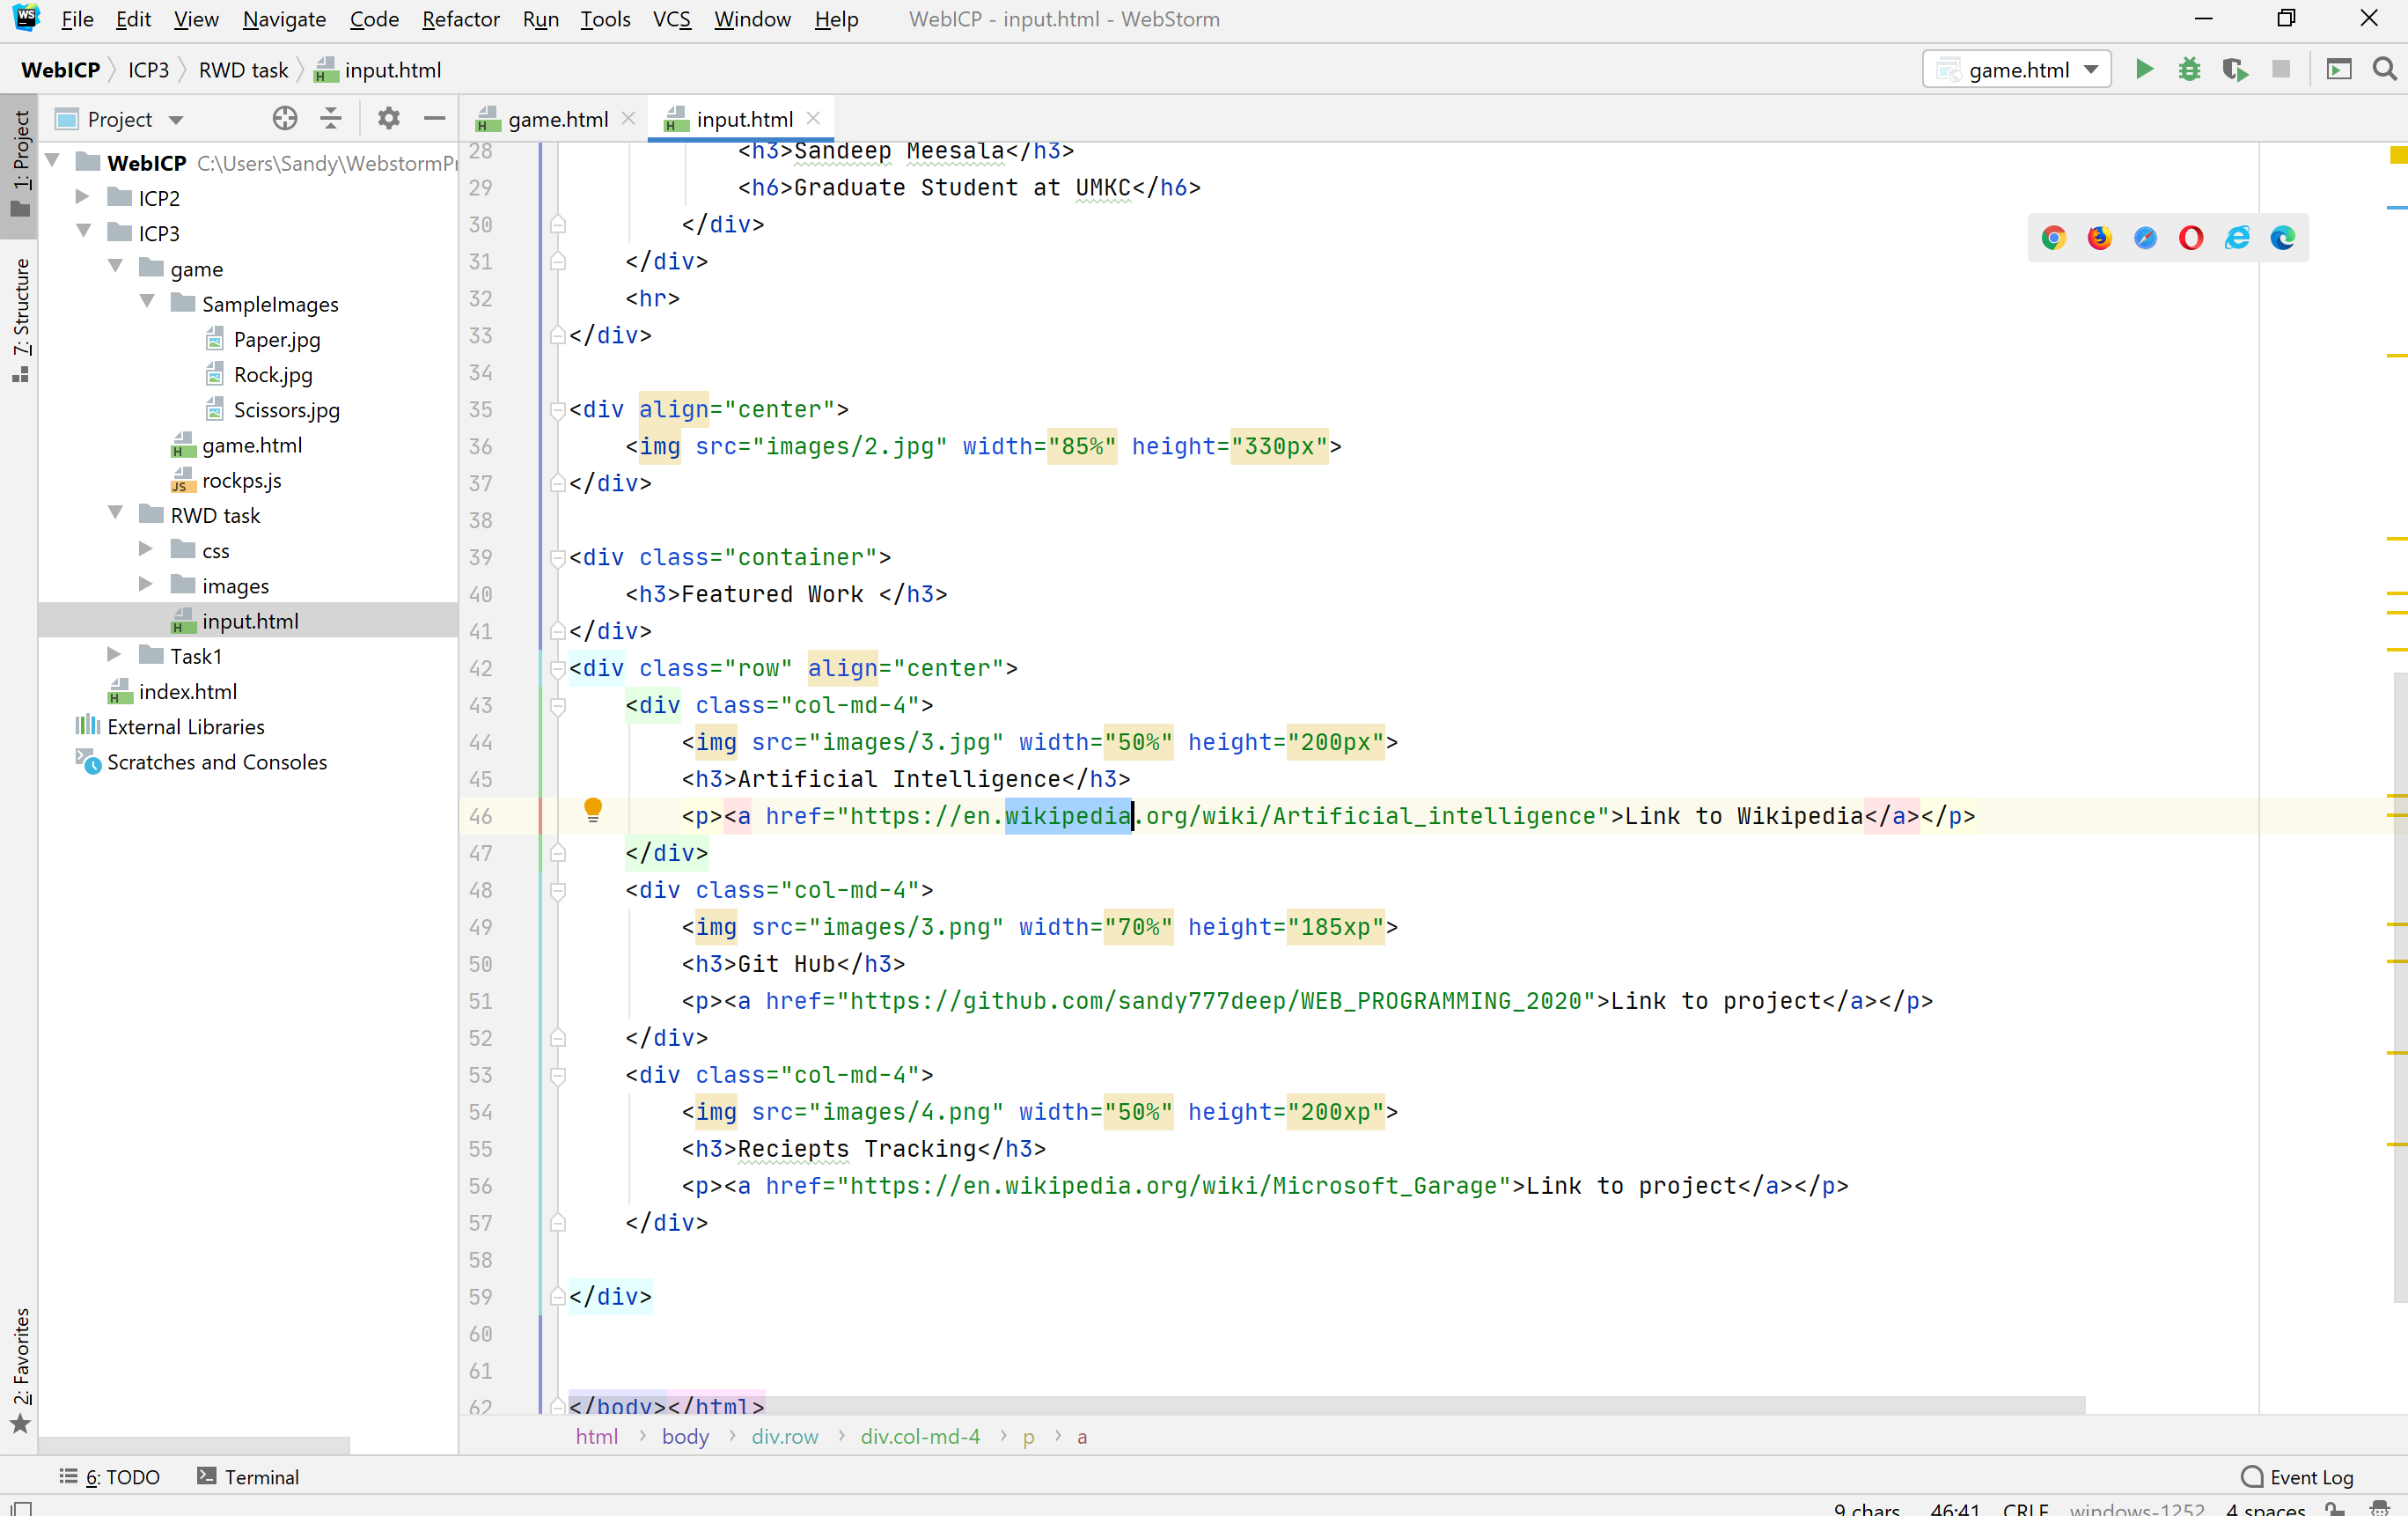 WS File Edit View Navigate Code Refactor Run Tools VCS Window Help WebICP - input.html - WebStorm
WebICP ICP3 RWD task input.html game.html
Project game.html input.html
1: Project
7: Structure
2: Favorites
WebICP C:\Users\Sandy\WebstormPr
ICP2
ICP3
game
SampleImages
Paper.jpg
Rock.jpg
Scissors.jpg
game.html
rockps.js
RWD task
css
images
input.html
Task1
index.html
External Libraries
Scratches and Consoles
28 <h3>Sandeep Meesala</h3>
29 <h6>Graduate Student at UMKC</h6>
30 </div>
31 </div>
32 <hr>
33 </div>
34
35 <div align="center">
36 <img src="images/2.jpg" width="85%" height="330px">
37 </div>
38
39 <div class="container">
40 <h3>Featured Work </h3>
41 </div>
42 <div class="row" align="center">
43 <div class="col-md-4">
44 <img src="images/3.jpg" width="50%" height="200px">
45 <h3>Artificial Intelligence</h3>
46 <p><a href="https://en.wikipedia.org/wiki/Artificial_intelligence">Link to Wikipedia</a></p>
47 </div>
48 <div class="col-md-4">
49 <img src="images/3.png" width="70%" height="185xp">
50 <h3>Git Hub</h3>
51 <p><a href="https://github.com/sandy777deep/WEB_PROGRAMMING_2020">Link to project</a></p>
52 </div>
53 <div class="col-md-4">
54 <img src="images/4.png" width="50%" height="200xp">
55 <h3>Reciepts Tracking</h3>
56 <p><a href="https://en.wikipedia.org/wiki/Microsoft_Garage">Link to project</a></p>
57 </div>
58
59 </div>
60
61
62 </body></html>
html body div.row div.col-md-4 p a
6: TODO Terminal Event Log
9 chars 46:41 CRLF windows-1252 4 spaces